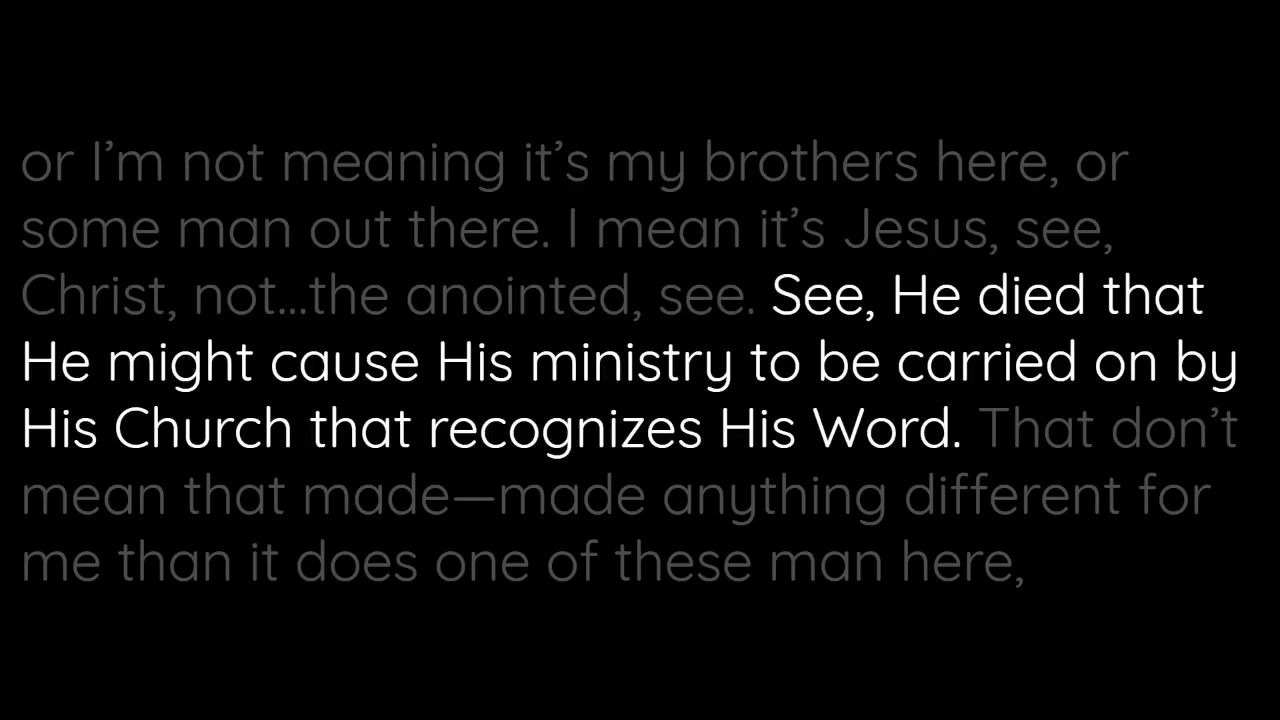 or I’m not meaning it’s my brothers here, or
some man out there. I mean it’s Jesus, see,
Christ, not...the anointed, see. See, He died that
He might cause His ministry to be carried on by
His Church that recognizes His Word. That don’t
mean that made—made anything different for
me than it does one of these man here,